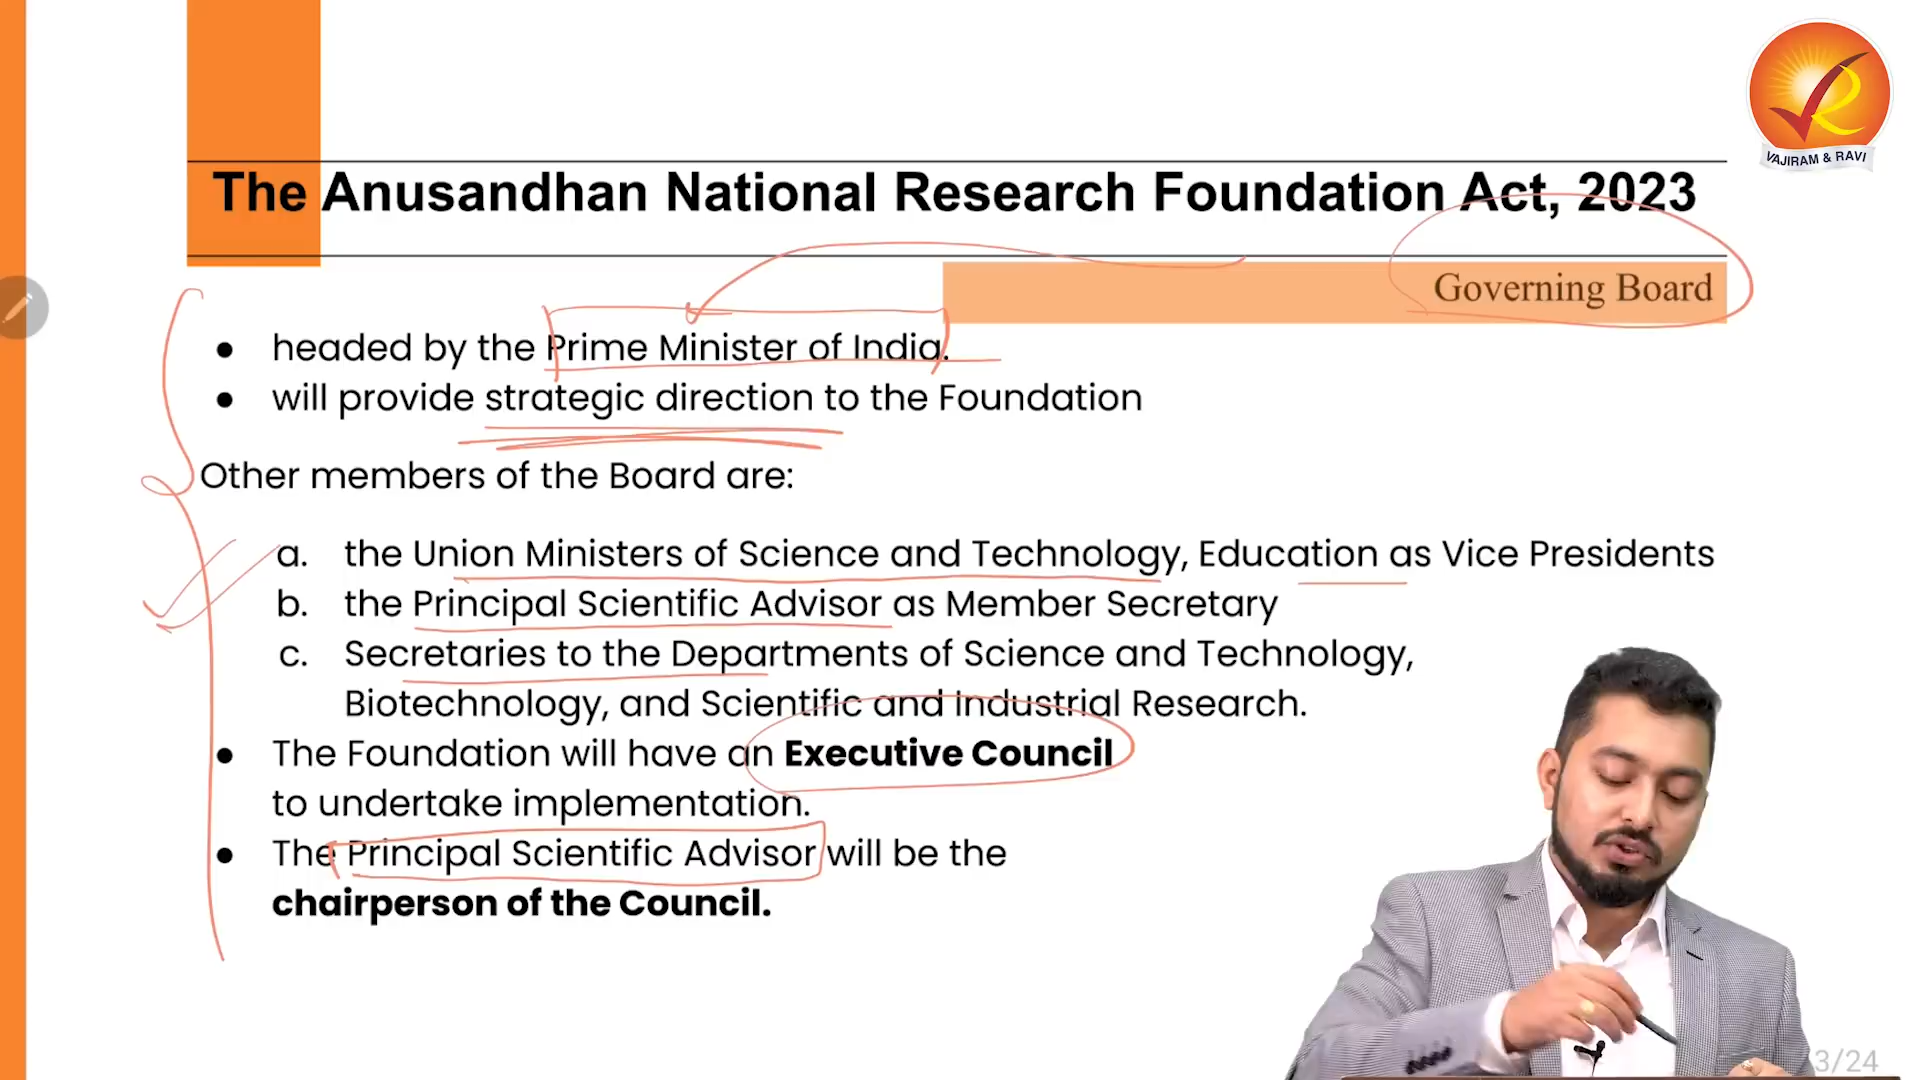 VAJIRAM & RAVI
The Anusandhan National Research Foundation Act, 2023
Governing Board
● headed by the Prime Minister of India.
● will provide strategic direction to the Foundation
Other members of the Board are:
a. the Union Ministers of Science and Technology, Education as Vice Presidents
b. the Principal Scientific Advisor as Member Secretary
c. Secretaries to the Departments of Science and Technology,
Biotechnology, and Scientific and Industrial Research.
● The Foundation will have an Executive Council
to undertake implementation.
● The Principal Scientific Advisor will be the
chairperson of the Council.
3/24